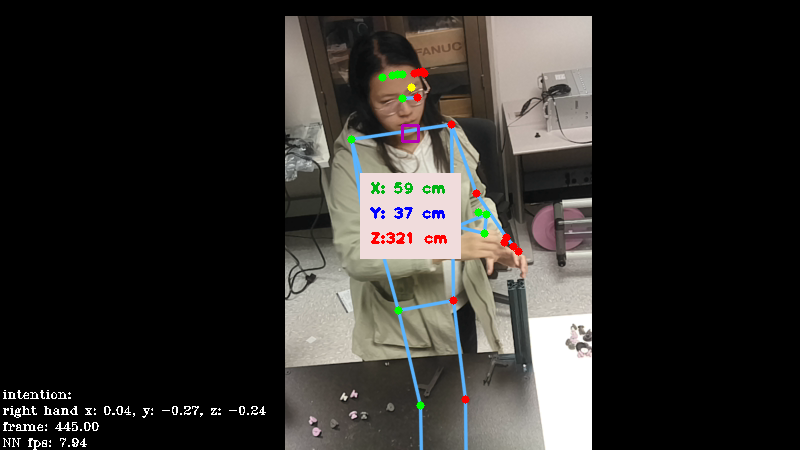 FANUC
X: 59 cm
Y: 37 cm
Z:321 cm
intention:
right hand x: 0.04, y: -0.27, z: -0.24
frame: 445.00
NN fps: 7.94